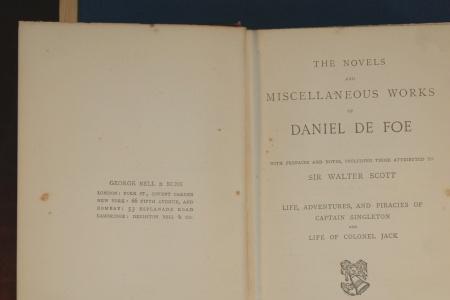 GEORGE BELL & SONS
LONDON: YORK ST., COVENT GARDEN
NEW YORK: 66 FIFTH AVENUE, AND
BOMBAY: 53 ESPLANADE ROAD
CAMBRIDGE: DEIGHTON BELL & CO.
THE NOVELS
AND
MISCELLANEOUS WORKS
OF
DANIEL DE FOE
WITH PREFACES AND NOTES, INCLUDING THOSE ATTRIBUTED TO
SIR WALTER SCOTT
LIFE, ADVENTURES, AND PIRACIES OF
CAPTAIN SINGLETON
AND
LIFE OF COLONEL JACK